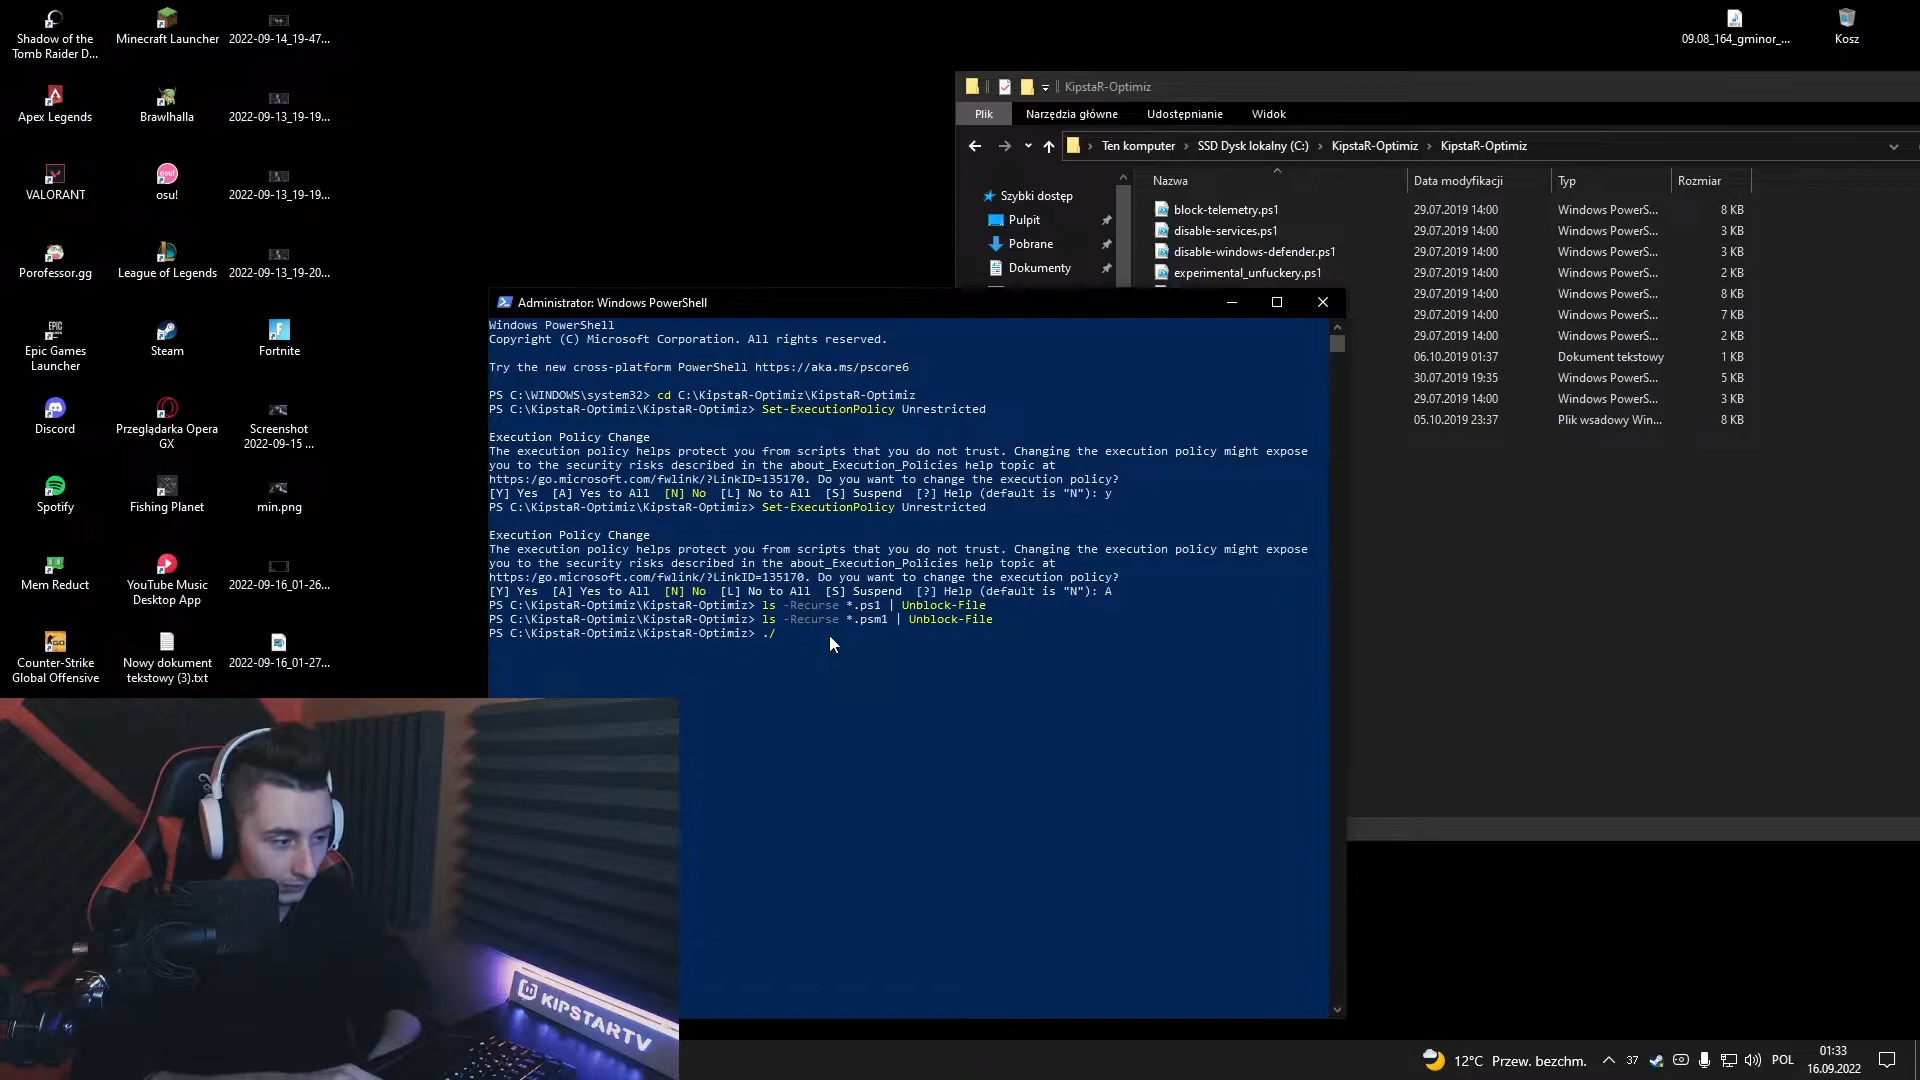 Shadow of the
Tomb Raider D...
Minecraft Launcher
2022-09-14_19-47...
Apex Legends
Brawlhalla
2022-09-13_19-19...
VALORANT
osu!
osu!
2022-09-13_19-19...
Porofessor.gg
League of Legends
2022-09-13_19-20...
EPIC
GAMES
Epic Games
Launcher
Steam
Fortnite
Discord
Przeglądarka Opera
GX
Screenshot
2022-09-15 ...
Spotify
Fishing Planet
min.png
Mem Reduct
YouTube Music
Desktop App
2022-09-16_01-26...
Counter-Strike
Global Offensive
Nowy dokument
tekstowy (3).txt
2022-09-16_01-27...
09.08_164_gminor_...
Kosz
KipstaR-Optimiz
Plik Narzędzia główne Udostępnianie Widok
Ten komputer › SSD Dysk lokalny (C:) › KipstaR-Optimiz › KipstaR-Optimiz
Szybki dostęp
Pulpit
Pobrane
Dokumenty
Nazwa Data modyfikacji Typ Rozmiar
block-telemetry.ps1 29.07.2019 14:00 Windows PowerS... 8 KB
disable-services.ps1 29.07.2019 14:00 Windows PowerS... 3 KB
disable-windows-defender.ps1 29.07.2019 14:00 Windows PowerS... 3 KB
experimental_unfuckery.ps1 29.07.2019 14:00 Windows PowerS... 2 KB
29.07.2019 14:00 Windows PowerS... 8 KB
29.07.2019 14:00 Windows PowerS... 7 KB
29.07.2019 14:00 Windows PowerS... 2 KB
06.10.2019 01:37 Dokument tekstowy 1 KB
30.07.2019 19:35 Windows PowerS... 5 KB
29.07.2019 14:00 Windows PowerS... 3 KB
05.10.2019 23:37 Plik wsadowy Win... 8 KB
Administrator: Windows PowerShell
Windows PowerShell
Copyright (C) Microsoft Corporation. All rights reserved.
Try the new cross-platform PowerShell https://aka.ms/pscore6
PS C:\WINDOWS\system32> cd C:\KipstaR-Optimiz\KipstaR-Optimiz
PS C:\KipstaR-Optimiz\KipstaR-Optimiz> Set-ExecutionPolicy Unrestricted
Execution Policy Change
The execution policy helps protect you from scripts that you do not trust. Changing the execution policy might expose
you to the security risks described in the about_Execution_Policies help topic at
https:/go.microsoft.com/fwlink/?LinkID=135170. Do you want to change the execution policy?
[Y] Yes [A] Yes to All [N] No [L] No to All [S] Suspend [?] Help (default is "N"): y
PS C:\KipstaR-Optimiz\KipstaR-Optimiz> Set-ExecutionPolicy Unrestricted
Execution Policy Change
The execution policy helps protect you from scripts that you do not trust. Changing the execution policy might expose
you to the security risks described in the about_Execution_Policies help topic at
https:/go.microsoft.com/fwlink/?LinkID=135170. Do you want to change the execution policy?
[Y] Yes [A] Yes to All [N] No [L] No to All [S] Suspend [?] Help (default is "N"): A
PS C:\KipstaR-Optimiz\KipstaR-Optimiz> ls -Recurse *.ps1 | Unblock-File
PS C:\KipstaR-Optimiz\KipstaR-Optimiz> ls -Recurse *.psm1 | Unblock-File
PS C:\KipstaR-Optimiz\KipstaR-Optimiz> ./
KIPSTARTV
12°C Przew. bezchm. 37 POL
01:33
16.09.2022